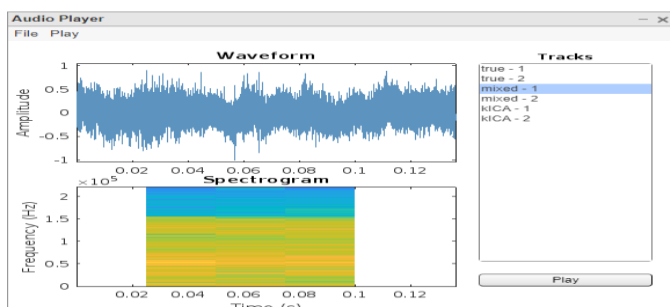 Audio Player
File Play
Waveform
Amplitude
1
0.5
0
-0.5
-1
0.02 0.04 0.06 0.08 0.1 0.12
Spectrogram
×10⁵
Frequency (Hz)
2
1.5
1
0.5
0
0.02 0.04 0.06 0.08 0.1 0.12
Time (s)
Tracks
true - 1
true - 2
mixed - 1
mixed - 2
kICA - 1
kICA - 2
Play